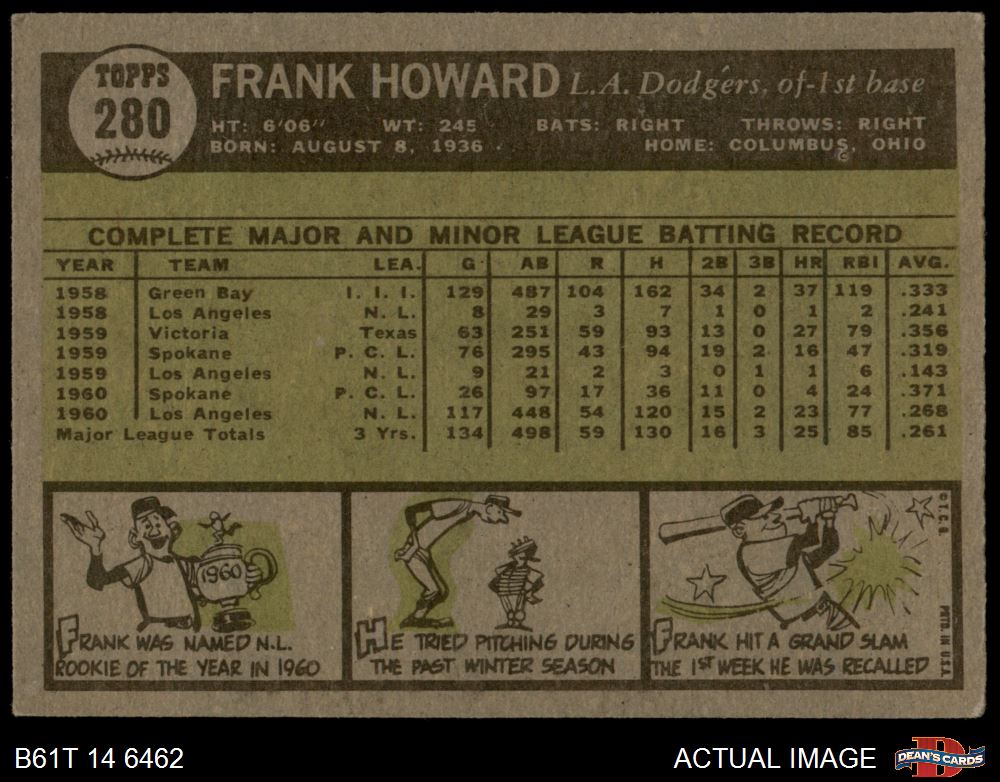 TOPPS
280
FRANK HOWARD L.A. Dodgers, of-1st base
HT: 6'06" WT: 245 BATS: RIGHT THROWS: RIGHT
BORN: AUGUST 8, 1936 HOME: COLUMBUS, OHIO
COMPLETE MAJOR AND MINOR LEAGUE BATTING RECORD
YEAR TEAM LEA. G AB R H 2B 3B HR RBI AVG.
1958 Green Bay I. I. I. 129 487 104 162 34 2 37 119 .333
1958 Los Angeles N. L. 8 29 3 7 1 0 1 2 .241
1959 Victoria Texas 63 251 59 93 13 0 27 79 .356
1959 Spokane P. C. L. 76 295 43 94 19 2 16 47 .319
1959 Los Angeles N. L. 9 21 2 3 0 1 1 6 .143
1960 Spokane P. C. L. 26 97 17 36 11 0 4 24 .371
1960 Los Angeles N. L. 117 448 54 120 15 2 23 77 .268
Major League Totals 3 Yrs. 134 498 59 130 16 3 25 85 .261
1960
FRANK WAS NAMED N.L.
ROOKIE OF THE YEAR IN 1960
HE TRIED PITCHING DURING
THE PAST WINTER SEASON
FRANK HIT A GRAND SLAM
THE 1ST WEEK HE WAS RECALLED
© T.C.G. PRTD. IN U.S.A.
B61T 14 6462
ACTUAL IMAGE
D
DEAN'S CARDS